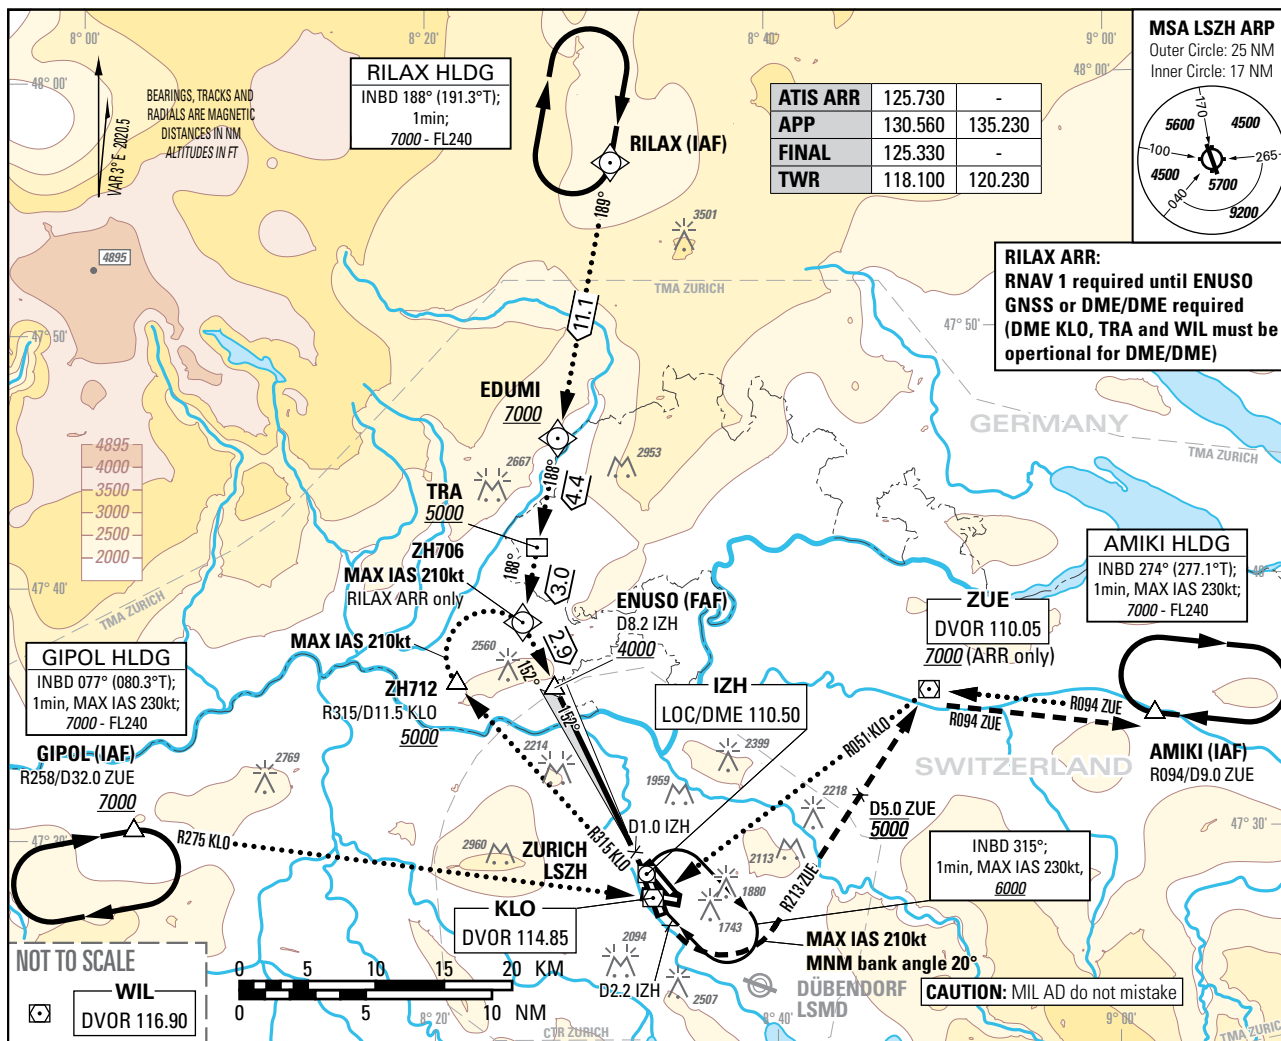 8° 00'
8° 20'
8° 40'
9° 00'
48° 00'
48° 00'
MSA LSZH ARP
Outer Circle: 25 NM
Inner Circle: 17 NM
170
5600
4500
100
265
4500
5700
040
9200
VAR 3° E 2020.5
BEARINGS, TRACKS AND
RADIALS ARE MAGNETIC
DISTANCES IN NM
ALTITUDES IN FT
RILAX HLDG
INBD 188° (191.3°T);
1min;
7000 - FL240
RILAX (IAF)
ATIS ARR 125.730 -
APP 130.560 135.230
FINAL 125.330 -
TWR 118.100 120.230
189°
3501
4895
TMA ZURICH
RILAX ARR:
RNAV 1 required until ENUSO
GNSS or DME/DME required
(DME KLO, TRA and WIL must be
opertional for DME/DME)
11.1
47° 50'
47° 50'
EDUMI
7000
GERMANY
TMA ZURICH
4895
4000
3500
3000
2500
2000
2667
2953
188°
4.4
TRA
5000
ZH706
MAX IAS 210kt
RILAX ARR only
188°
3.0
47° 40'
TMA ZURICH
AMIKI HLDG
INBD 274° (277.1°T);
1min, MAX IAS 230kt;
7000 - FL240
48°
ENUSO (FAF)
D8.2 IZH
4000
ZUE
DVOR 110.05
7000 (ARR only)
MAX IAS 210kt
2560
2.9
152°
GIPOL HLDG
INBD 077° (080.3°T);
1min, MAX IAS 230kt;
7000 - FL240
ZH712
R315/D11.5 KLO
5000
152°
IZH
LOC/DME 110.50
R094 ZUE
R094 ZUE
R051 KLO
AMIKI (IAF)
R094/D9.0 ZUE
GIPOL (IAF)
R258/D32.0 ZUE
7000
2769
2214
2399
1959
2218
SWITZERLAND
D5.0 ZUE
5000
47° 30'
47° 30'
R275 KLO
D1.0 IZH
R315 KLO
2960
ZURICH
LSZH
2113
1880
1743
R213 ZUE
INBD 315°;
1min, MAX IAS 230kt,
6000
KLO
DVOR 114.85
MAX IAS 210kt
MNM bank angle 20°
2094
D2.2 IZH
2507
NOT TO SCALE
WIL
DVOR 116.90
0 5 10 15 20 KM
0 5 10 NM
DÜBENDORF
LSMD
CAUTION: MIL AD do not mistake
8° 20'
CTR ZURICH
8° 40'
9° 00'
TMA ZURICH